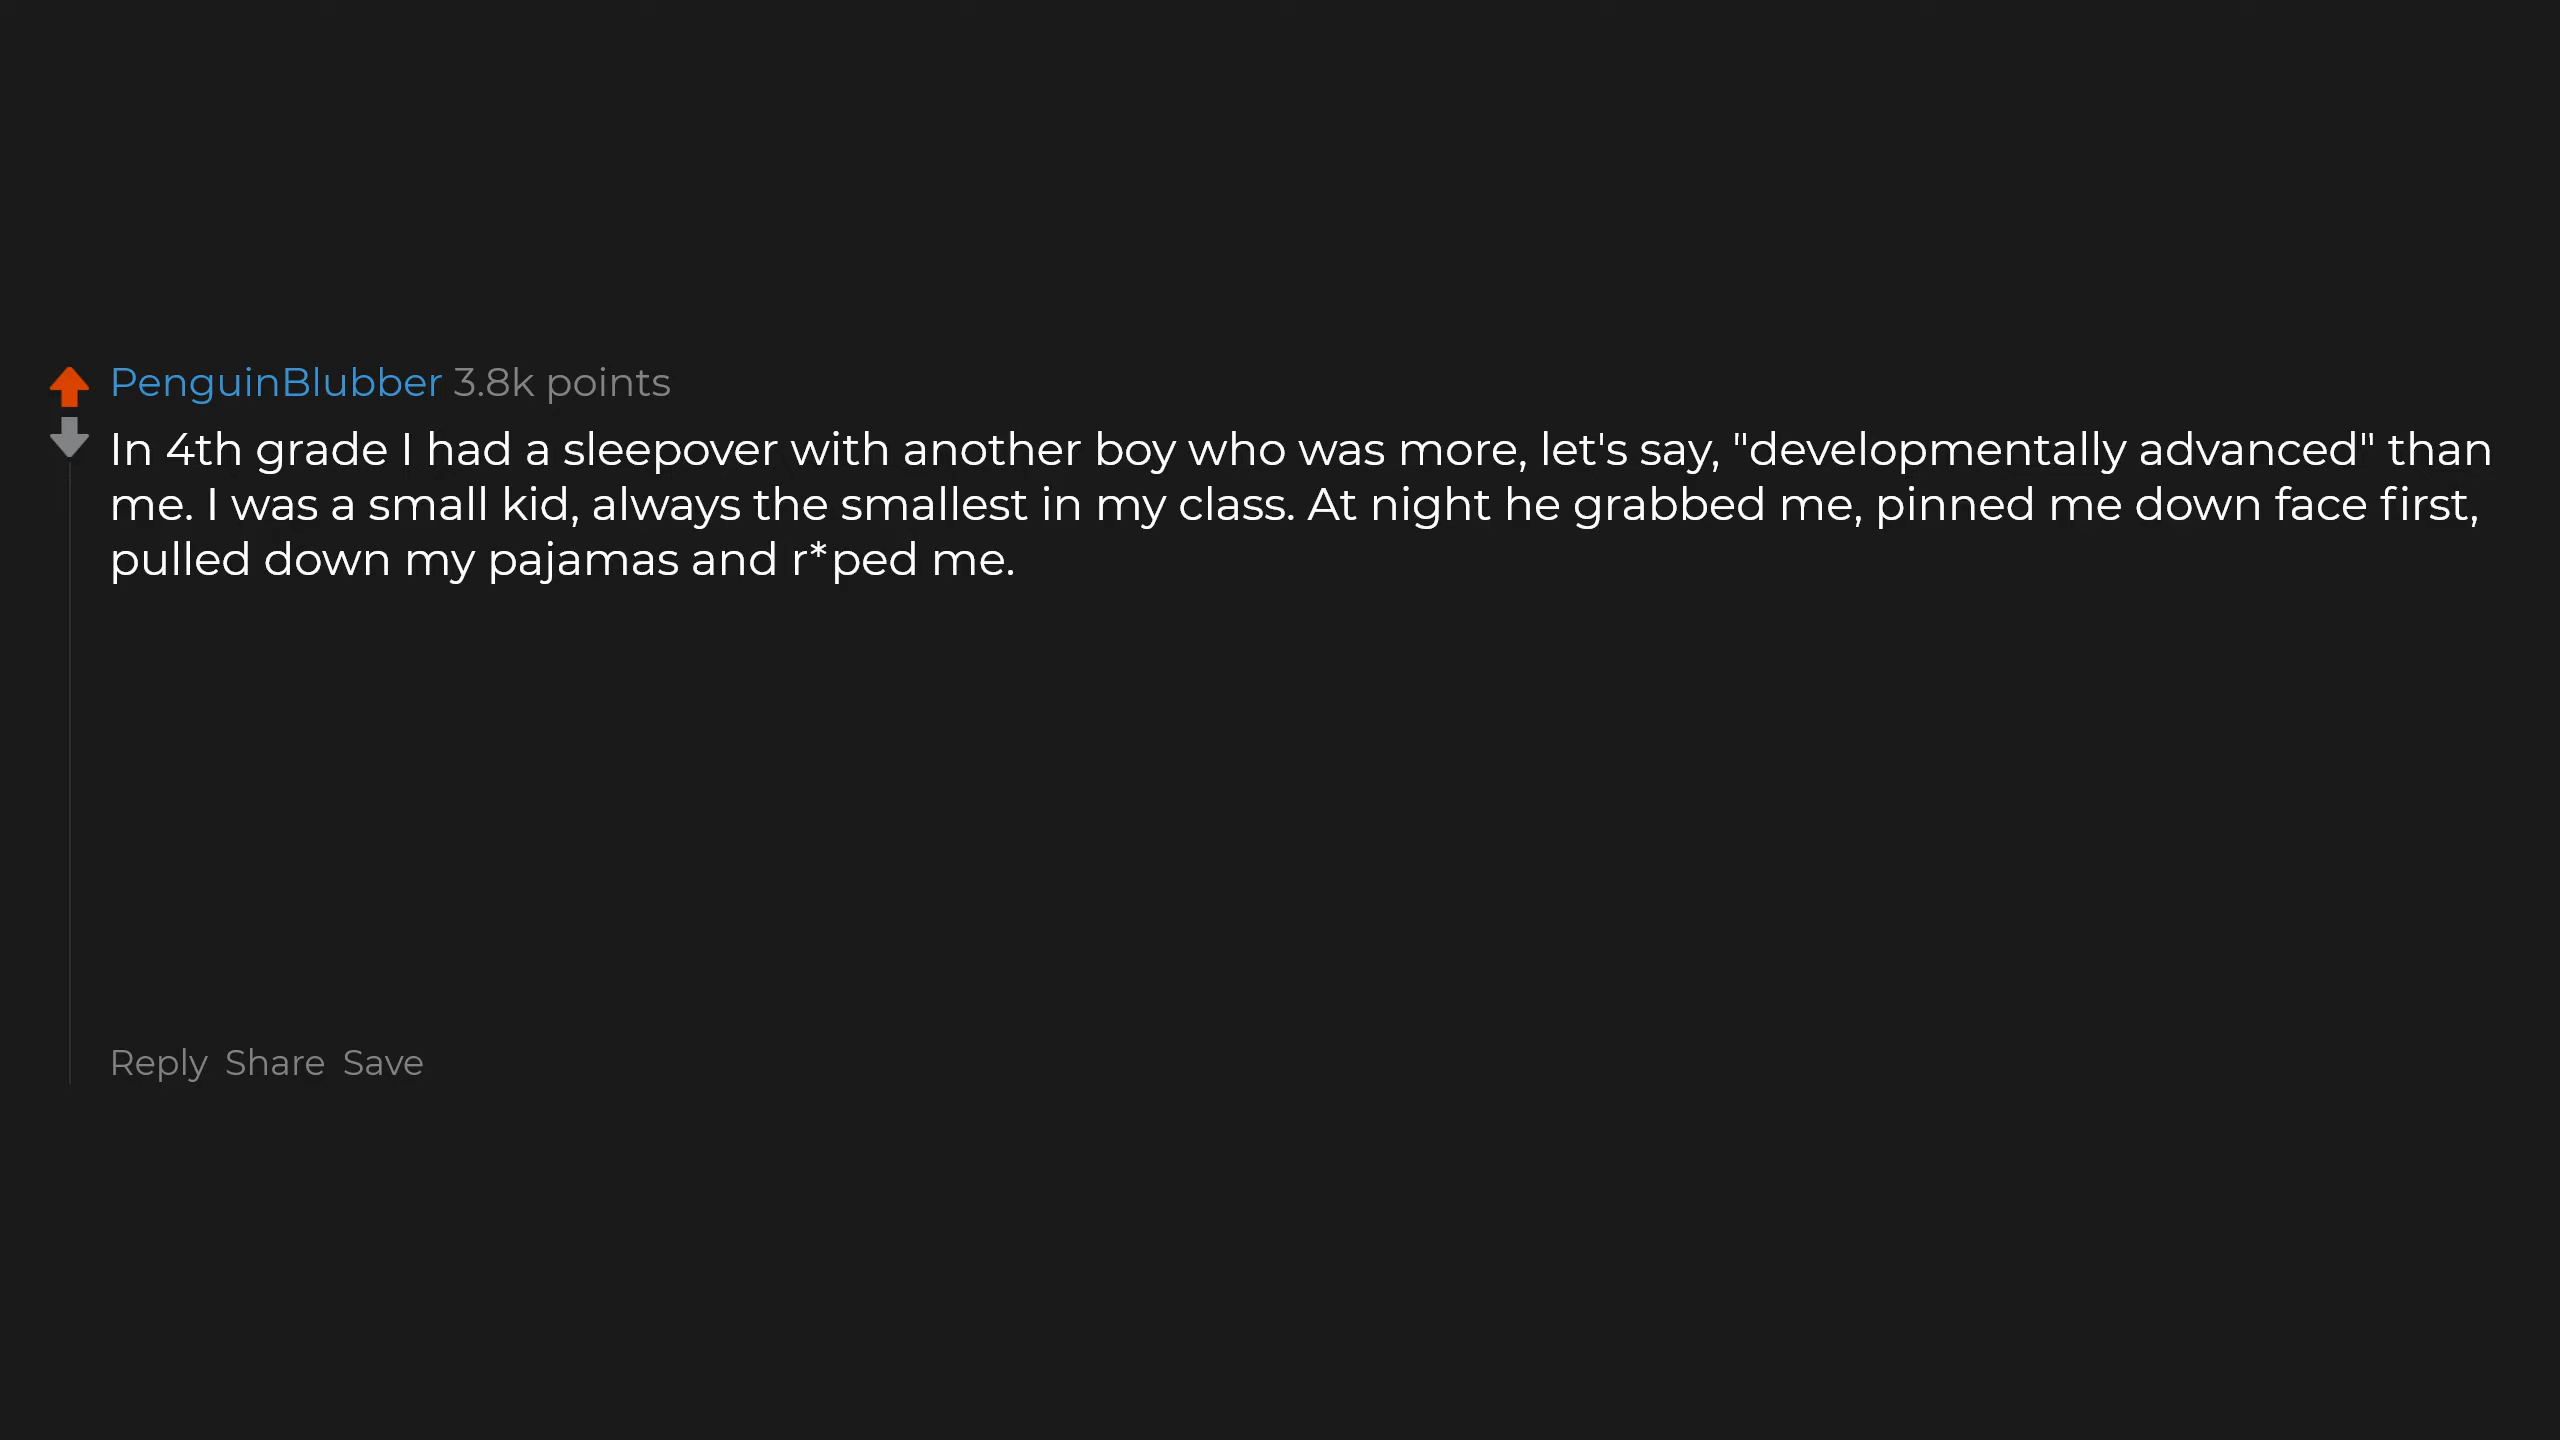 PenguinBlubber 3.8k points
In 4th grade I had a sleepover with another boy who was more, let's say, "developmentally advanced" than
me. I was a small kid, always the smallest in my class. At night he grabbed me, pinned me down face first,
pulled down my pajamas and r*ped me.
Reply Share Save